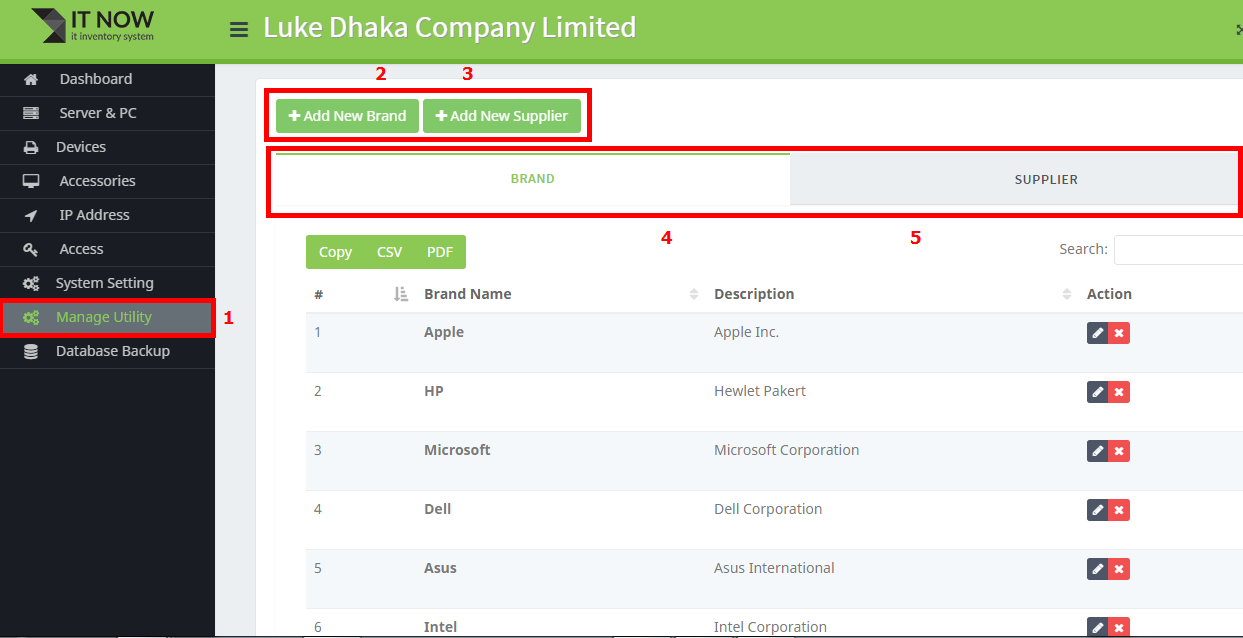 IT NOW
it inventory system
Luke Dhaka Company Limited
Dashboard
Server & PC
Devices
Accessories
IP Address
Access
System Setting
Manage Utility
Database Backup
1
2 3
Add New Brand Add New Supplier
BRAND SUPPLIER
4 5
Copy CSV PDF Search:
# Brand Name Description Action
1 Apple Apple Inc.
2 HP Hewlet Pakert
3 Microsoft Microsoft Corporation
4 Dell Dell Corporation
5 Asus Asus International
6 Intel Intel Corporation